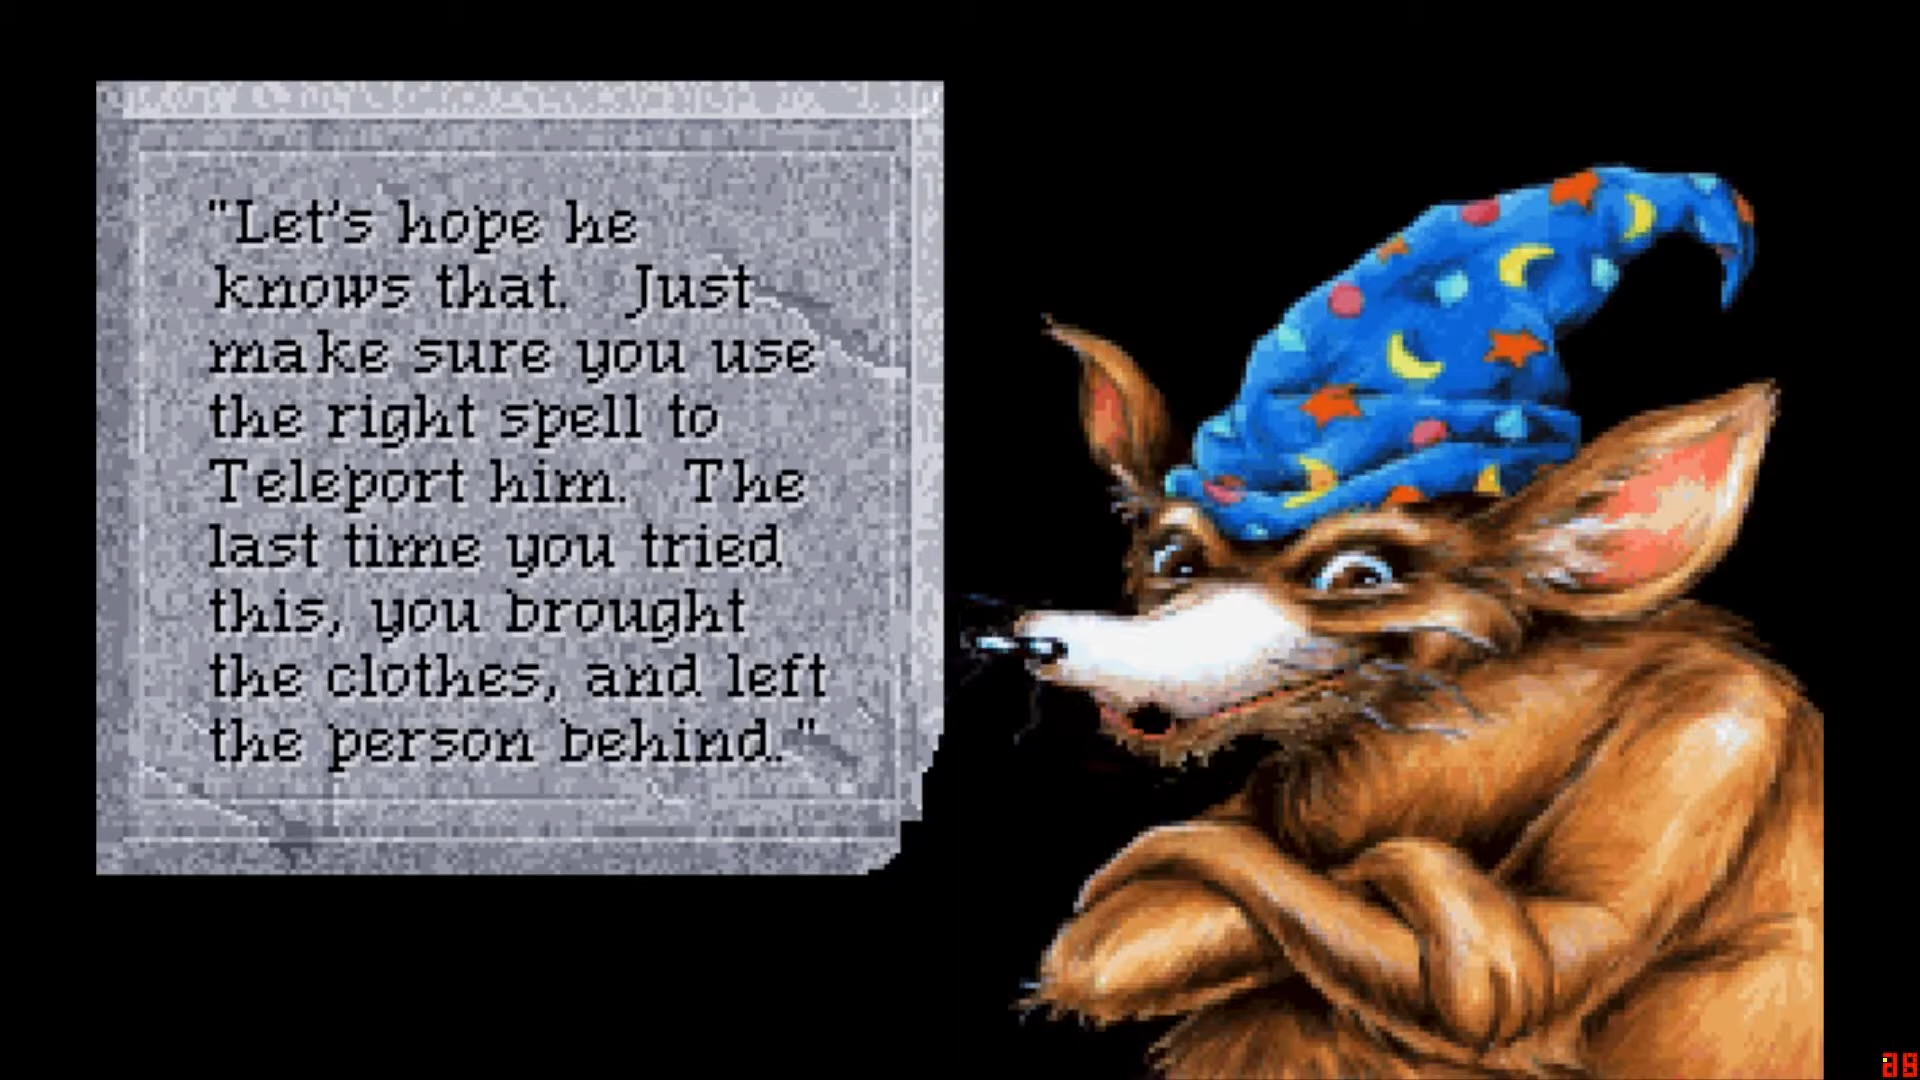 "Let's hope he
knows that.  Just
make sure you use
the right spell to
Teleport him.  The
last time you tried
this, you brought
the clothes, and left
the person behind."